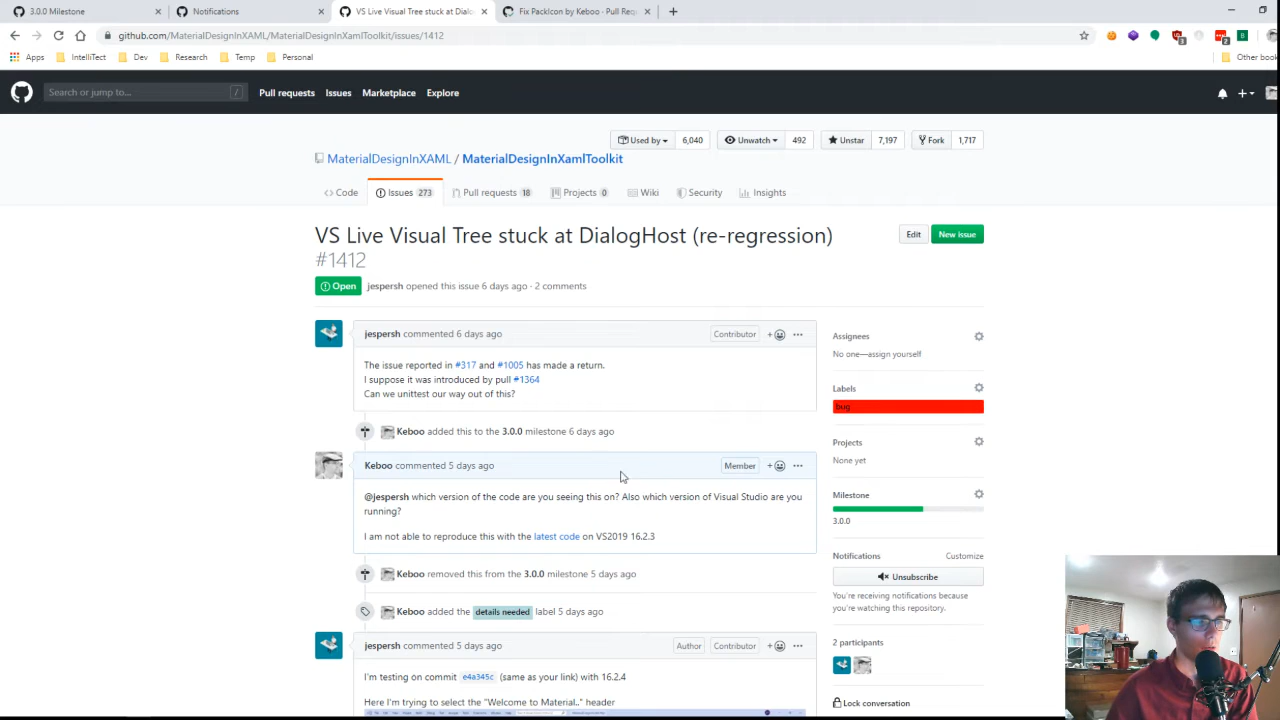 3.0.0 Milestone
Notifications
VS Live Visual Tree stuck at Dialo
Fix PackIcon by Keboo · Pull Req
github.com/MaterialDesignInXAML/MaterialDesignInXamlToolkit/issues/1412
Apps IntelliTect Dev Research Temp Personal Other book
Search or jump to... / Pull requests Issues Marketplace Explore
Used by 6,040 Unwatch 492 Unstar 7,197 Fork 1,717
MaterialDesignInXAML / MaterialDesignInXamlToolkit
Code Issues 273 Pull requests 18 Projects 0 Wiki Security Insights
VS Live Visual Tree stuck at DialogHost (re-regression)
#1412
Edit New issue
Open jespersh opened this issue 6 days ago · 2 comments
jespersh commented 6 days ago Contributor
The issue reported in #317 and #1005 has made a return.
I suppose it was introduced by pull #1364
Can we unittest our way out of this?
Keboo added this to the 3.0.0 milestone 6 days ago
Keboo commented 5 days ago Member
@jespersh which version of the code are you seeing this on? Also which version of Visual Studio are you
running?
I am not able to reproduce this with the latest code on VS2019 16.2.3
Keboo removed this from the 3.0.0 milestone 5 days ago
Keboo added the details needed label 5 days ago
jespersh commented 5 days ago Author Contributor
I'm testing on commit e4a345c (same as your link) with 16.2.4
Here I'm trying to select the "Welcome to Material.." header
Assignees
No one—assign yourself
Labels
bug
Projects
None yet
Milestone
3.0.0
Notifications Customize
Unsubscribe
You're receiving notifications because
you're watching this repository.
2 participants
Lock conversation